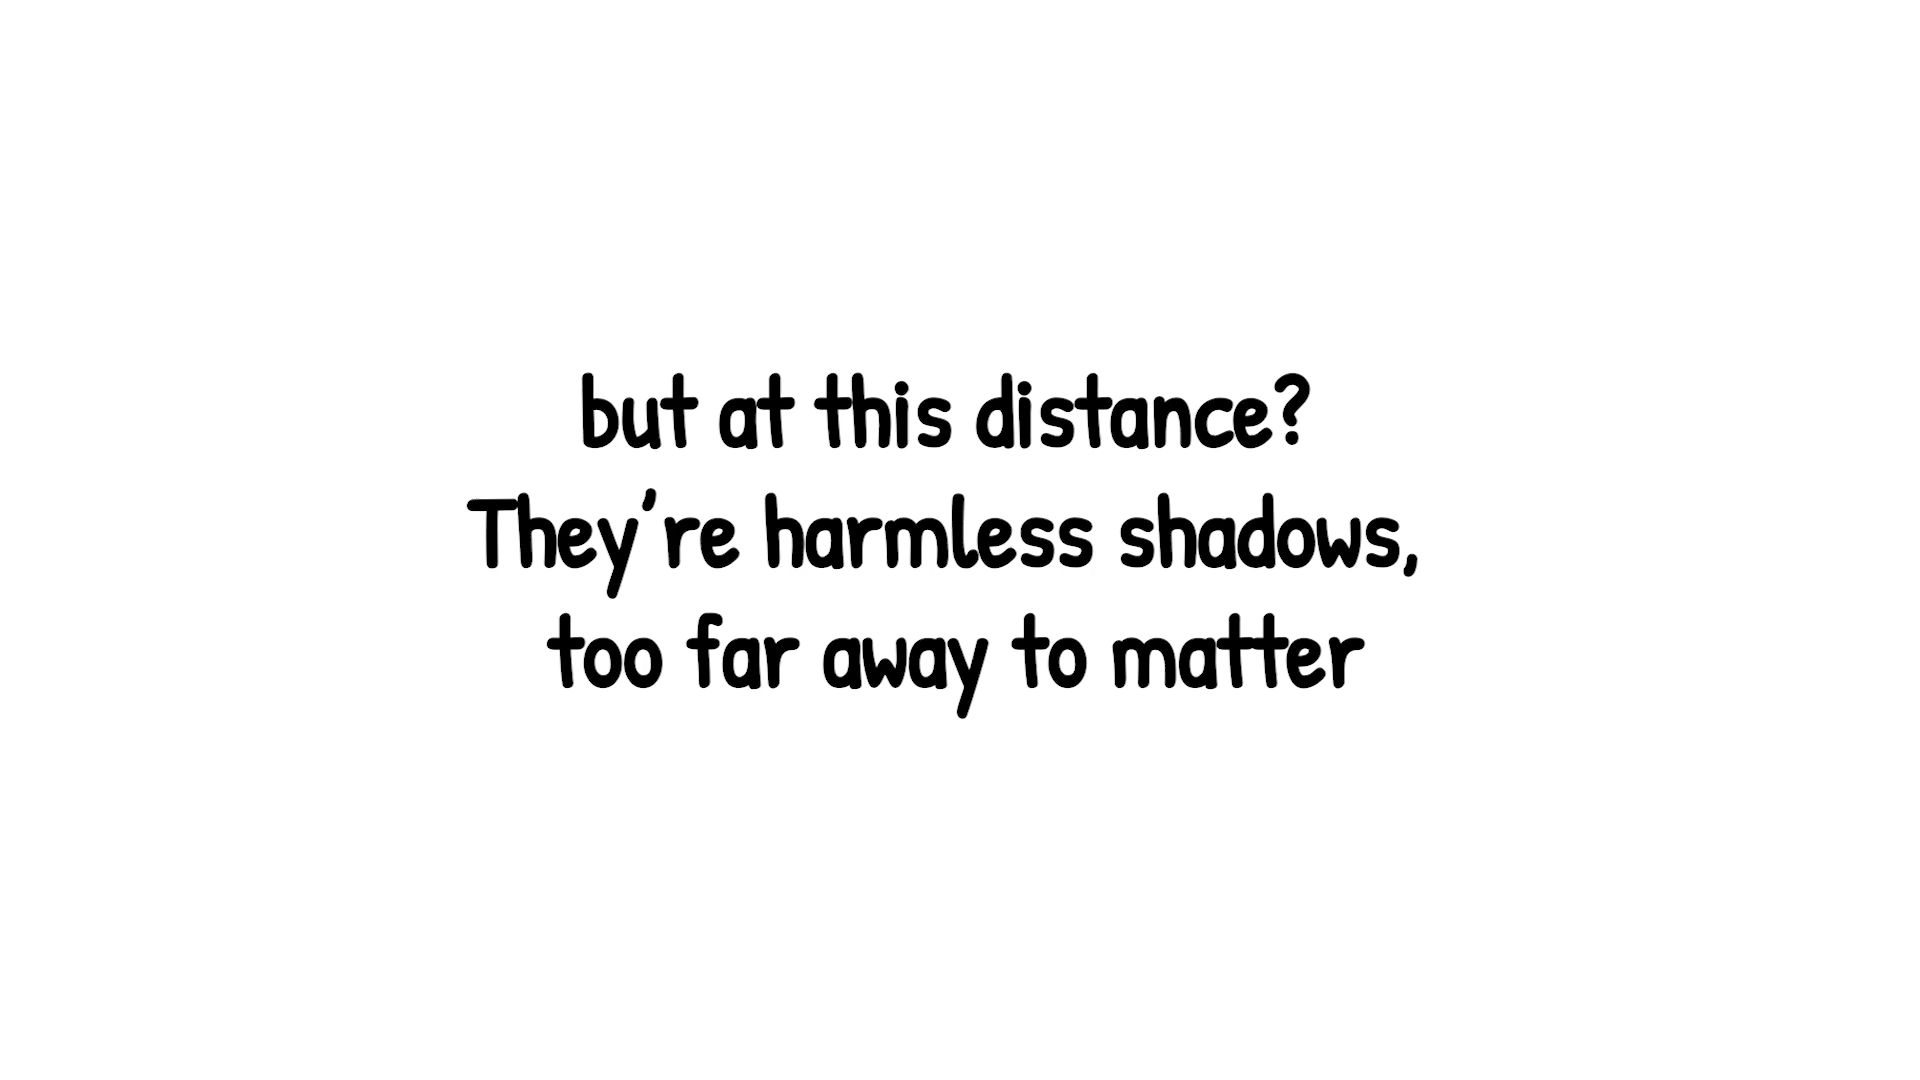 but at this distance?
They're harmless shadows,
too far away to matter